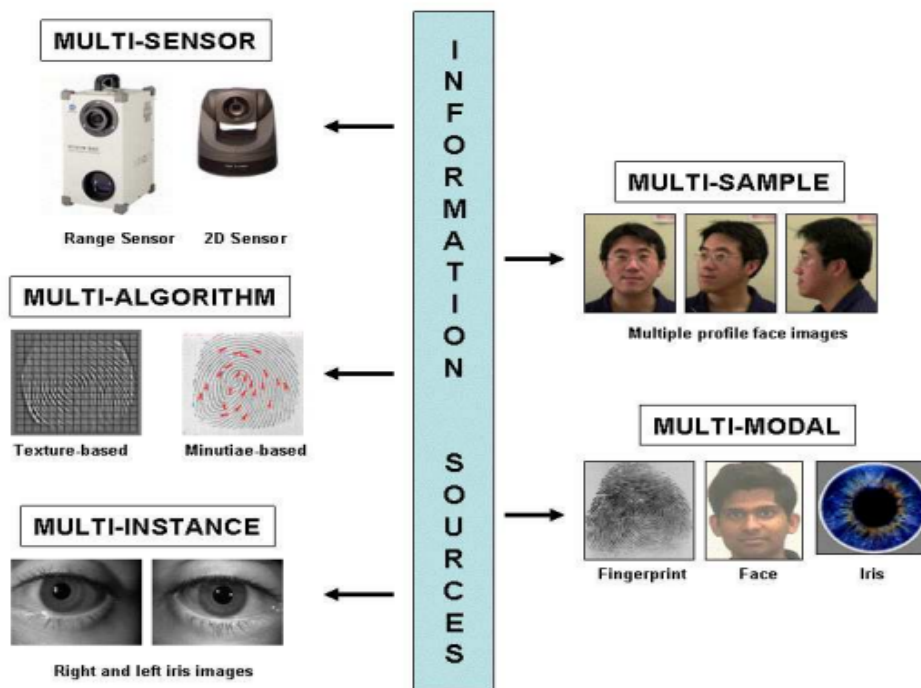 MULTI-SENSOR
Range Sensor
2D Sensor
MULTI-ALGORITHM
Texture-based
Minutiae-based
MULTI-INSTANCE
Right and left iris images
INFORMATION SOURCES
MULTI-SAMPLE
Multiple profile face images
MULTI-MODAL
Fingerprint
Face
Iris